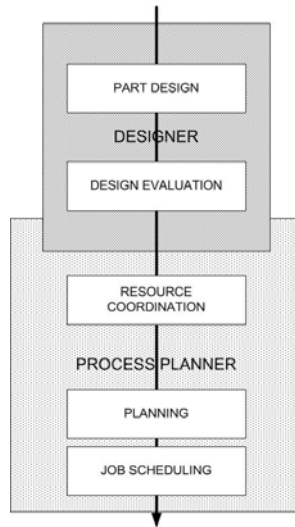 PART DESIGN
DESIGNER
DESIGN EVALUATION
RESOURCE
COORDINATION
PROCESS PLANNER
PLANNING
JOB SCHEDULING